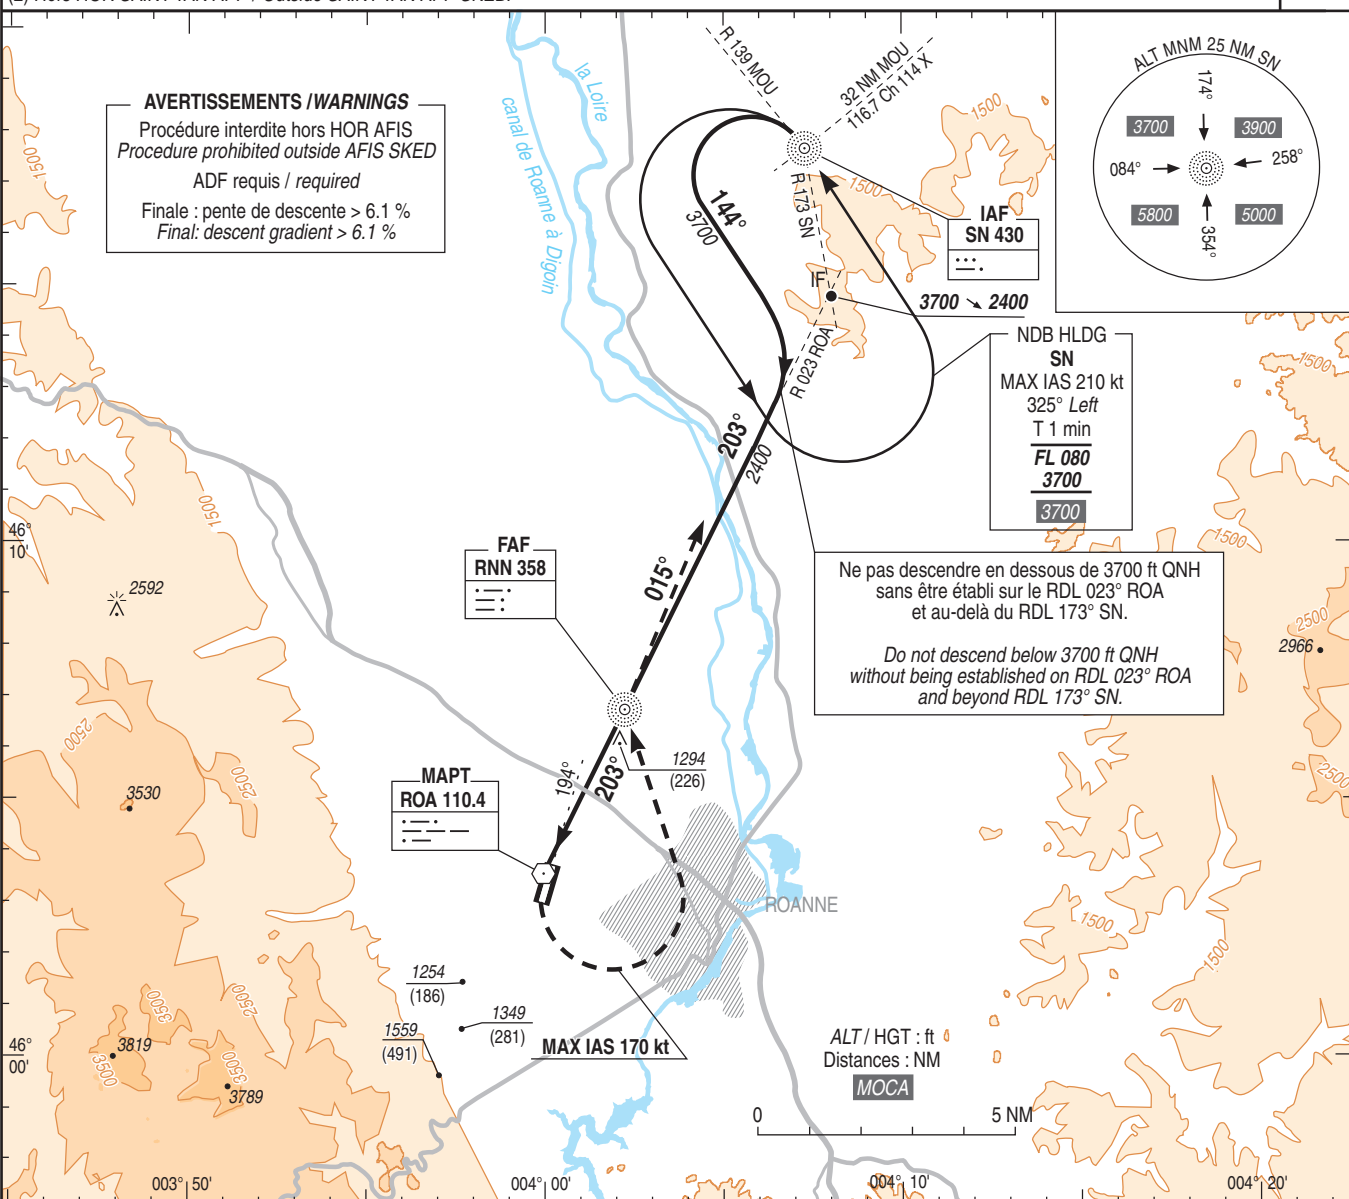 AVERTISSEMENTS /WARNINGS
Procédure interdite hors HOR AFIS
Procedure prohibited outside AFIS SKED
ADF requis / required
Finale : pente de descente > 6.1 %
Final: descent gradient > 6.1 %
la Loire
canal de Roanne à Digoin
R 139 MOU
32 NM MOU
116.7 Ch 114 X
1500
ALT MNM 25 NM SN
174°
3700
3900
084°
258°
5800
5000
354°
1500
1500
144°
3700
R 173 SN
IAF
SN 430
IF
3700 ↘ 2400
R 023 ROA
NDB HLDG
SN
MAX IAS 210 kt
325° Left
T 1 min
FL 080
3700
3700
1500
203°
2400
1500
46°
10'
FAF
RNN 358
015°
1500
Ne pas descendre en dessous de 3700 ft QNH
sans être établi sur le RDL 023° ROA
et au-delà du RDL 173° SN.
Do not descend below 3700 ft QNH
without being established on RDL 023° ROA
and beyond RDL 173° SN.
2592
2500
2966
2500
2500
2500
3530
1294
(226)
194°
203°
MAPT
ROA 110.4
ROANNE
1500
1500
1254
(186)
1349
(281)
1559
(491)
MAX IAS 170 kt
3500
2500
3819
3500
3500
3789
46°
00'
ALT / HGT : ft
Distances : NM
MOCA
0
5 NM
003° 50'
004° 00'
004° 10'
004° 20'